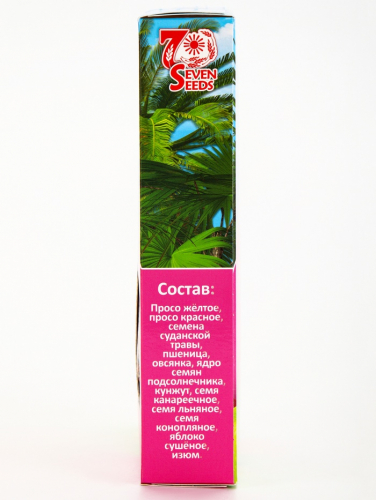 7
SEVEN
SEEDS
Состав:
Просо жёлтое,
просо красное,
семена
суданской
травы,
пшеница,
овсянка, ядро
семян
подсолнечника,
кунжут, семя
канареечное,
семя льняное,
семя
конопляное,
яблоко
сушёное,
изюм.